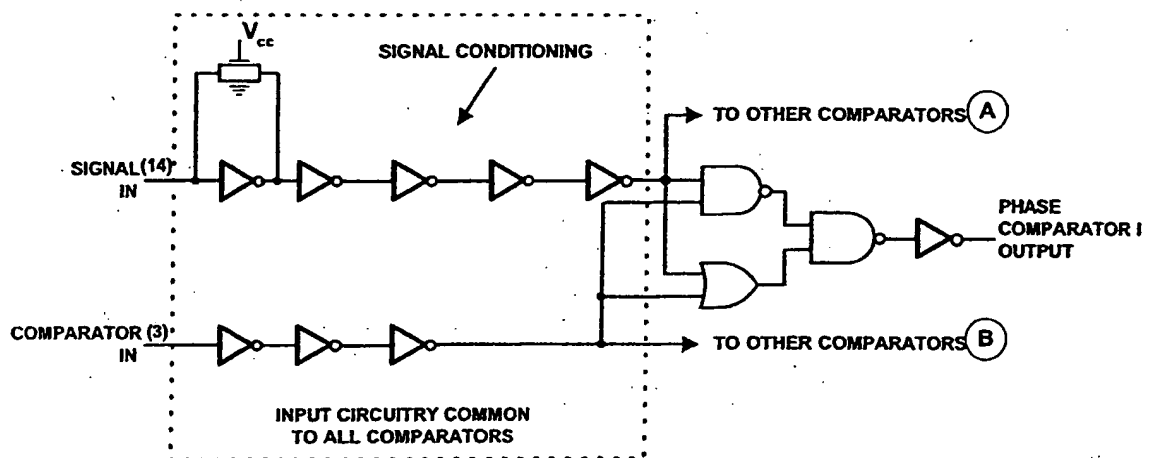 Vcc
SIGNAL CONDITIONING
TO OTHER COMPARATORS A
SIGNAL (14)
IN
PHASE
COMPARATOR I
OUTPUT
COMPARATOR (3)
IN
TO OTHER COMPARATORS B
INPUT CIRCUITRY COMMON
TO ALL COMPARATORS